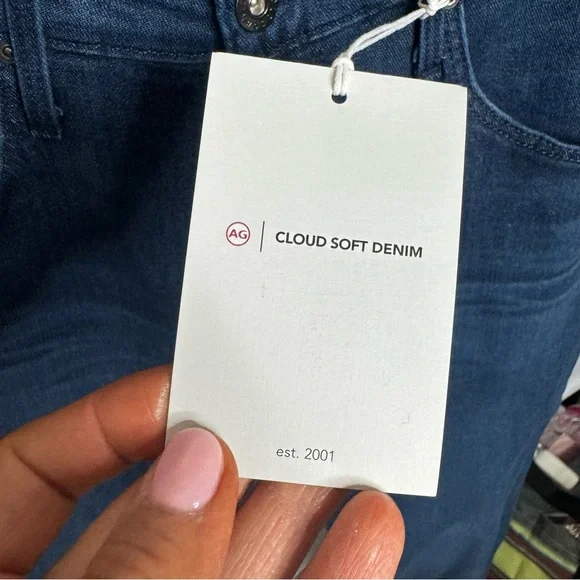 AG | CLOUD SOFT DENIM
est. 2001